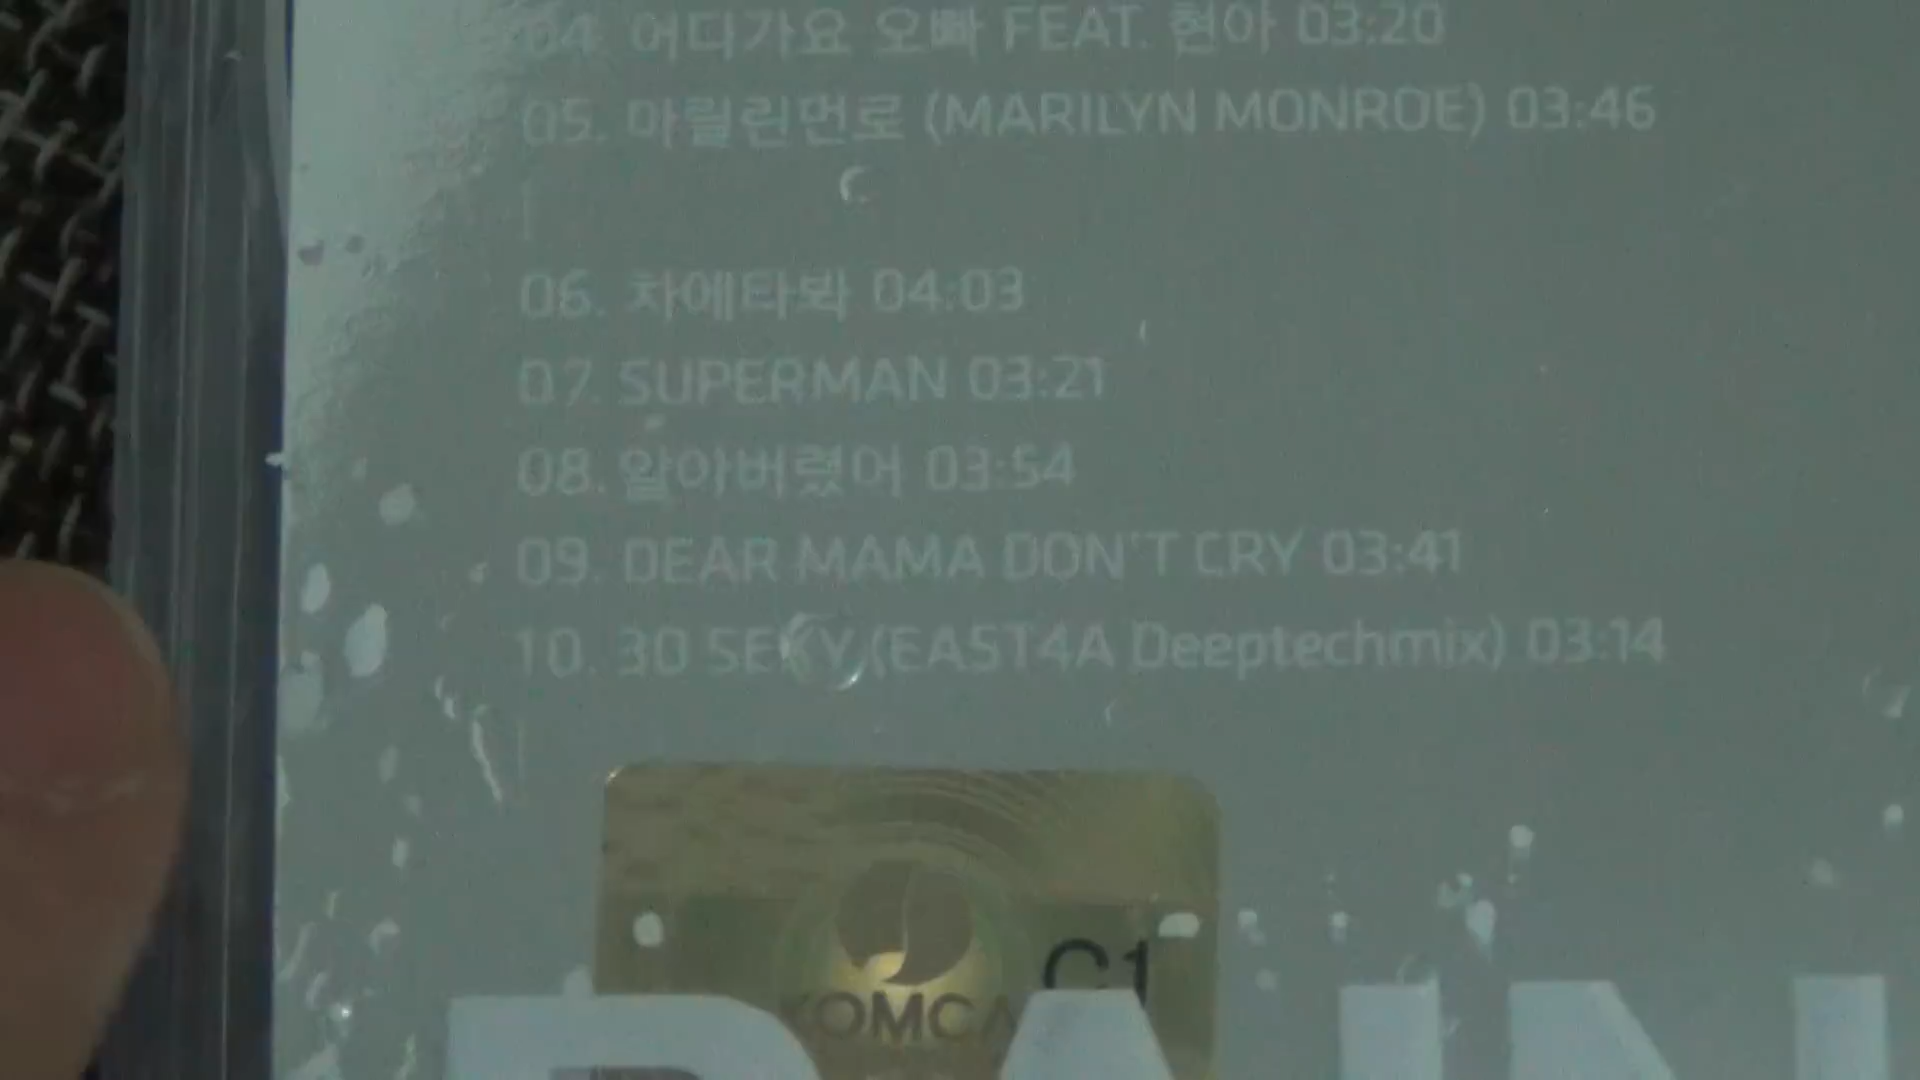 04. 어디가요 오빠 FEAT. 현아 03:20
05. 마릴린먼로 (MARILYN MONROE) 03:46
06. 차에타봐 04:03
07. SUPERMAN 03:21
08. 알아버렸어 03:54
09. DEAR MAMA DON'T CRY 03:41
10. 30 SEXY (EAST4A Deeptechmix) 03:14
C1
KOMCA
RAIN